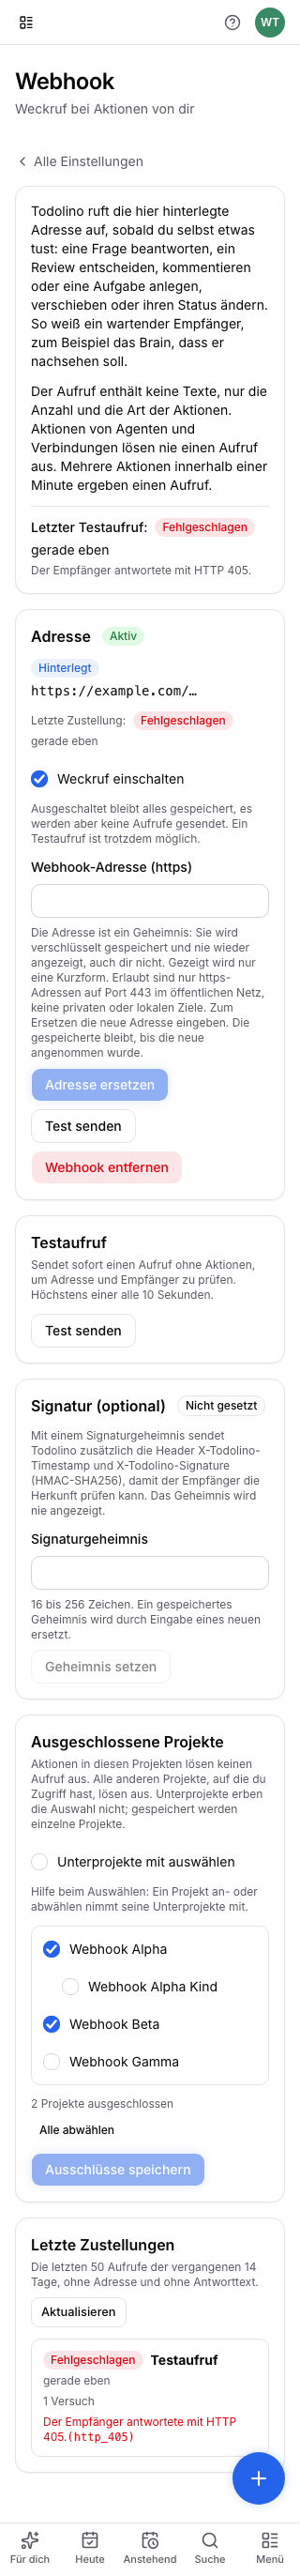 WT
Webhook
Weckruf bei Aktionen von dir
Alle Einstellungen
Todolino ruft die hier hinterlegte
Adresse auf, sobald du selbst etwas
tust: eine Frage beantworten, ein
Review entscheiden, kommentieren
oder eine Aufgabe anlegen,
verschieben oder ihren Status ändern.
So weiß ein wartender Empfänger,
zum Beispiel das Brain, dass er
nachsehen soll.
Der Aufruf enthält keine Texte, nur die
Anzahl und die Art der Aktionen.
Aktionen von Agenten und
Verbindungen lösen nie einen Aufruf
aus. Mehrere Aktionen innerhalb einer
Minute ergeben einen Aufruf.
Letzter Testaufruf: Fehlgeschlagen
gerade eben
Der Empfänger antwortete mit HTTP 405.
Adresse Aktiv
Hinterlegt
https://example.com/…
Letzte Zustellung: Fehlgeschlagen
gerade eben
Weckruf einschalten
Ausgeschaltet bleibt alles gespeichert, es
werden aber keine Aufrufe gesendet. Ein
Testaufruf ist trotzdem möglich.
Webhook-Adresse (https)
Die Adresse ist ein Geheimnis: Sie wird
verschlüsselt gespeichert und nie wieder
angezeigt, auch dir nicht. Gezeigt wird nur
eine Kurzform. Erlaubt sind nur https-
Adressen auf Port 443 im öffentlichen Netz,
keine privaten oder lokalen Ziele. Zum
Ersetzen die neue Adresse eingeben. Die
gespeicherte bleibt, bis die neue
angenommen wurde.
Adresse ersetzen
Test senden
Webhook entfernen
Testaufruf
Sendet sofort einen Aufruf ohne Aktionen,
um Adresse und Empfänger zu prüfen.
Höchstens einer alle 10 Sekunden.
Test senden
Signatur (optional) Nicht gesetzt
Mit einem Signaturgeheimnis sendet
Todolino zusätzlich die Header X-Todolino-
Timestamp und X-Todolino-Signature
(HMAC-SHA256), damit der Empfänger die
Herkunft prüfen kann. Das Geheimnis wird
nie angezeigt.
Signaturgeheimnis
16 bis 256 Zeichen. Ein gespeichertes
Geheimnis wird durch Eingabe eines neuen
ersetzt.
Geheimnis setzen
Ausgeschlossene Projekte
Aktionen in diesen Projekten lösen keinen
Aufruf aus. Alle anderen Projekte, auf die du
Zugriff hast, lösen aus. Unterprojekte erben
die Auswahl nicht; gespeichert werden
einzelne Projekte.
Unterprojekte mit auswählen
Hilfe beim Auswählen: Ein Projekt an- oder
abwählen nimmt seine Unterprojekte mit.
Webhook Alpha
Webhook Alpha Kind
Webhook Beta
Webhook Gamma
2 Projekte ausgeschlossen
Alle abwählen
Ausschlüsse speichern
Letzte Zustellungen
Die letzten 50 Aufrufe der vergangenen 14
Tage, ohne Adresse und ohne Antworttext.
Aktualisieren
Fehlgeschlagen Testaufruf
gerade eben
1 Versuch
Der Empfänger antwortete mit HTTP
405.(http_405)
Für dich Heute Anstehend Suche Menü